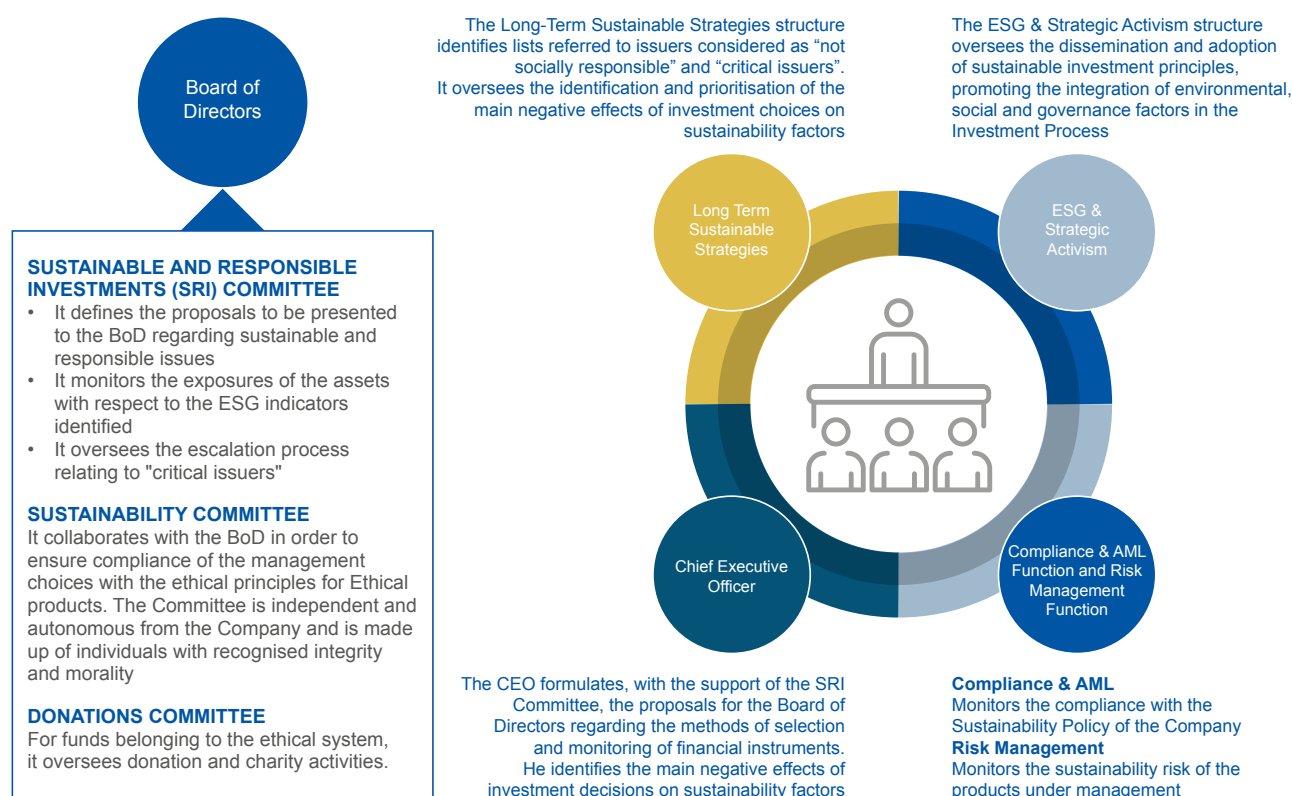 Board of
Directors
SUSTAINABLE AND RESPONSIBLE
INVESTMENTS (SRI) COMMITTEE
• It defines the proposals to be presented
to the BoD regarding sustainable and
responsible issues
• It monitors the exposures of the assets
with respect to the ESG indicators
identified
• It oversees the escalation process
relating to "critical issuers"
SUSTAINABILITY COMMITTEE
It collaborates with the BoD in order to
ensure compliance of the management
choices with the ethical principles for Ethical
products. The Committee is independent and
autonomous from the Company and is made
up of individuals with recognised integrity
and morality
DONATIONS COMMITTEE
For funds belonging to the ethical system,
it oversees donation and charity activities.
The Long-Term Sustainable Strategies structure
identifies lists referred to issuers considered as “not
socially responsible” and “critical issuers”.
It oversees the identification and prioritisation of the
main negative effects of investment choices on
sustainability factors
The ESG & Strategic Activism structure
oversees the dissemination and adoption
of sustainable investment principles,
promoting the integration of environmental,
social and governance factors in the
Investment Process
Long Term
Sustainable
Strategies
ESG &
Strategic
Activism
Chief Executive
Officer
Compliance & AML
Function and Risk
Management
Function
The CEO formulates, with the support of the SRI
Committee, the proposals for the Board of
Directors regarding the methods of selection
and monitoring of financial instruments.
He identifies the main negative effects of
investment decisions on sustainability factors
Compliance & AML
Monitors the compliance with the
Sustainability Policy of the Company
Risk Management
Monitors the sustainability risk of the
products under management